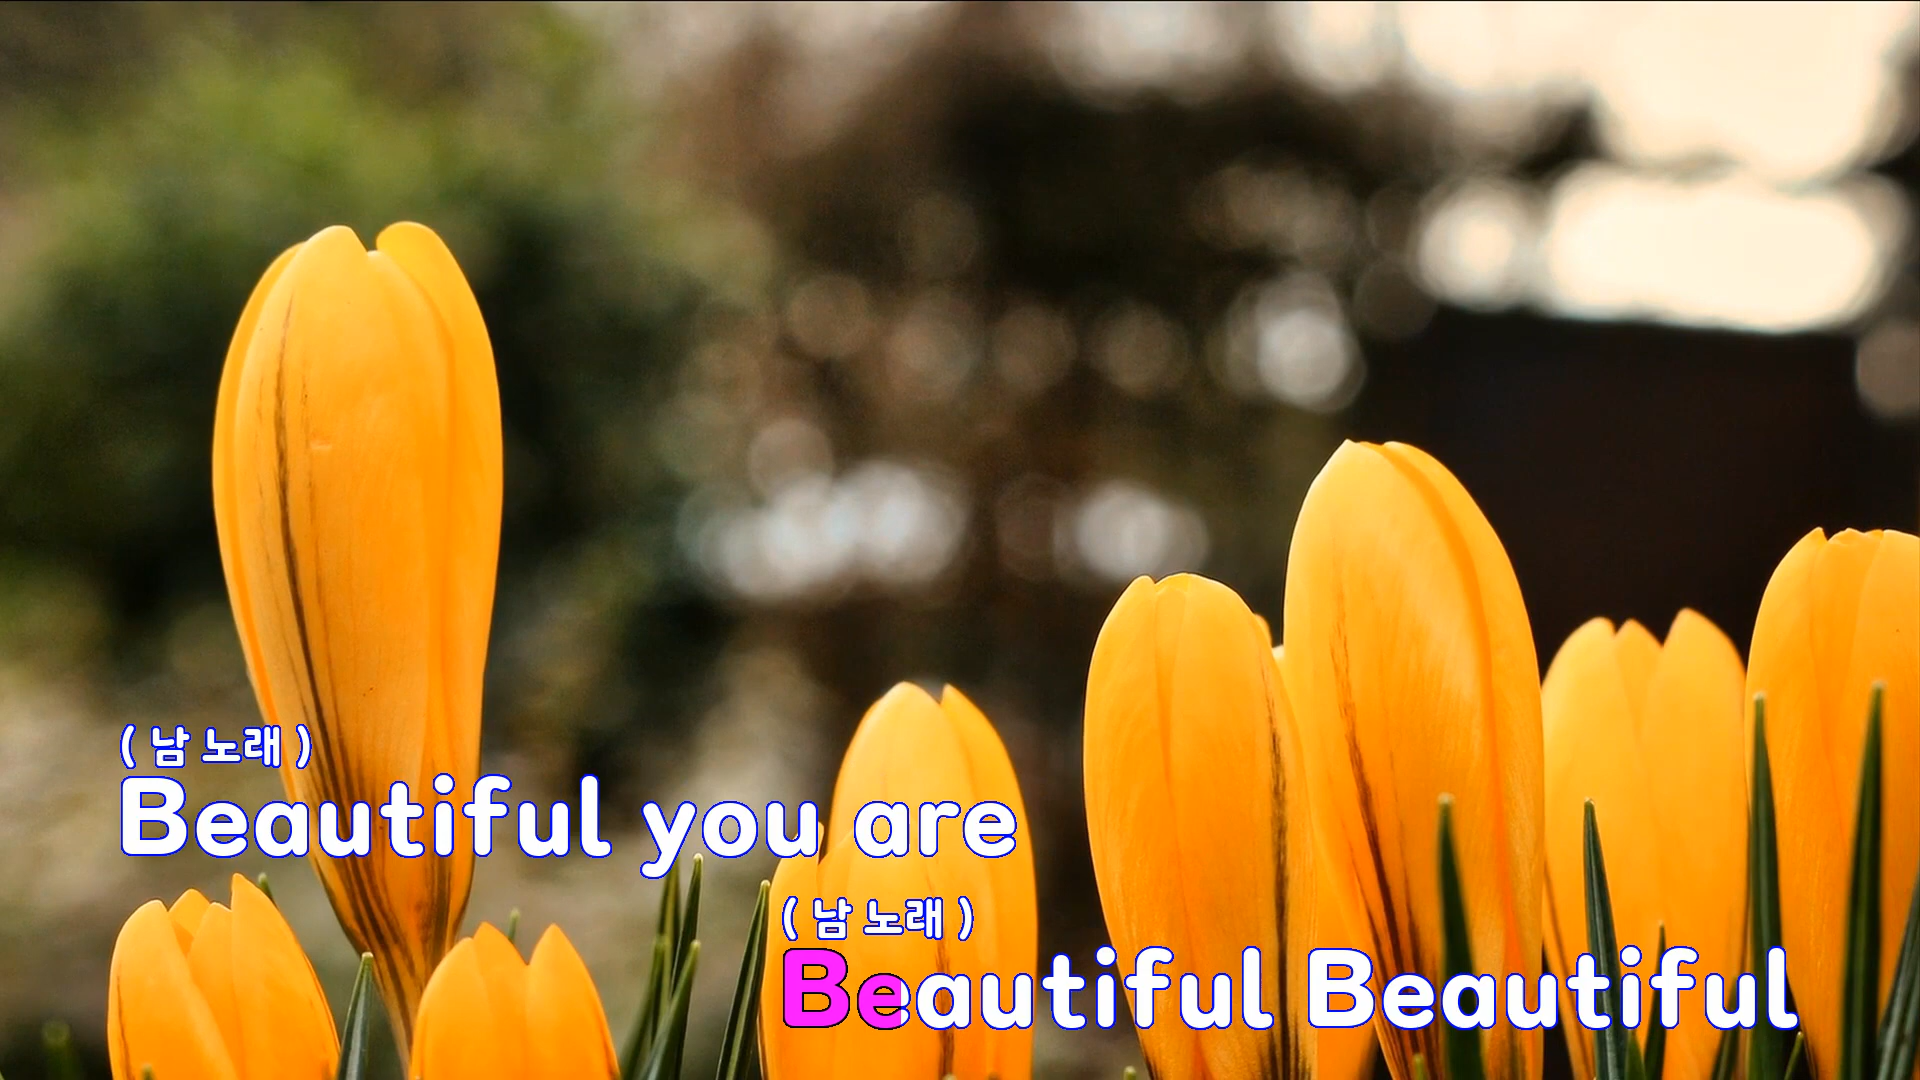 ( 남 노래 )
Beautiful you are
( 남 노래 )
Beautiful Beautiful